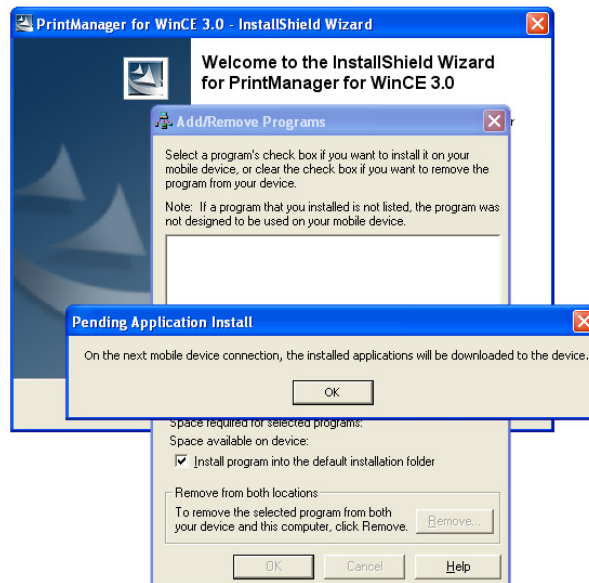 PrintManager for WinCE 3.0 - InstallShield Wizard
Welcome to the InstallShield Wizard
for PrintManager for WinCE 3.0
r
Add/Remove Programs
Select a program's check box if you want to install it on your
mobile device, or clear the check box if you want to remove the
program from your device.
Note: If a program that you installed is not listed, the program was
not designed to be used on your mobile device.
Pending Application Install
On the next mobile device connection, the installed applications will be downloaded to the device.
OK
Space required for selected programs:
Space available on device:
Install program into the default installation folder
Remove from both locations
To remove the selected program from both
your device and this computer, click Remove.
Remove...
OK
Cancel
Help